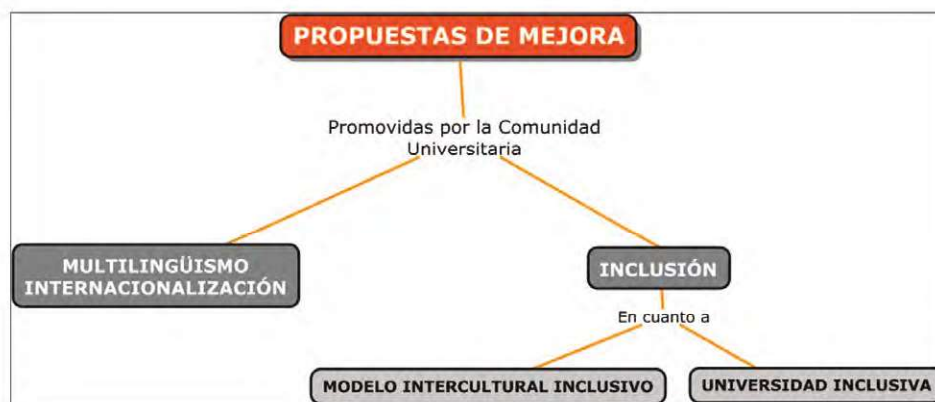 PROPUESTAS DE MEJORA
Promovidas por la Comunidad
Universitaria
MULTILINGÜISMO
INTERNACIONALIZACIÓN
INCLUSIÓN
En cuanto a
MODELO INTERCULTURAL INCLUSIVO
UNIVERSIDAD INCLUSIVA